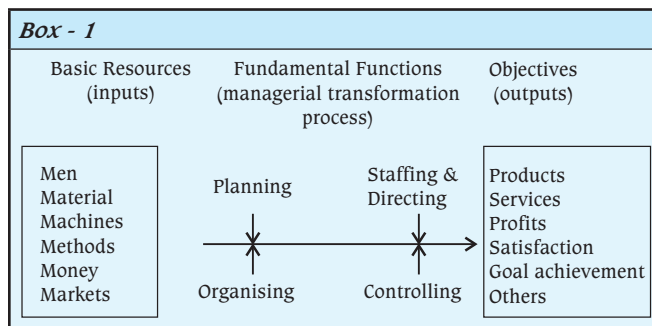 Box - 1
Basic Resources
(inputs)
Fundamental Functions
(managerial transformation
process)
Objectives
(outputs)
Men
Material
Machines
Methods
Money
Markets
Planning
Staffing &
Directing
Organising
Controlling
Products
Services
Profits
Satisfaction
Goal achievement
Others